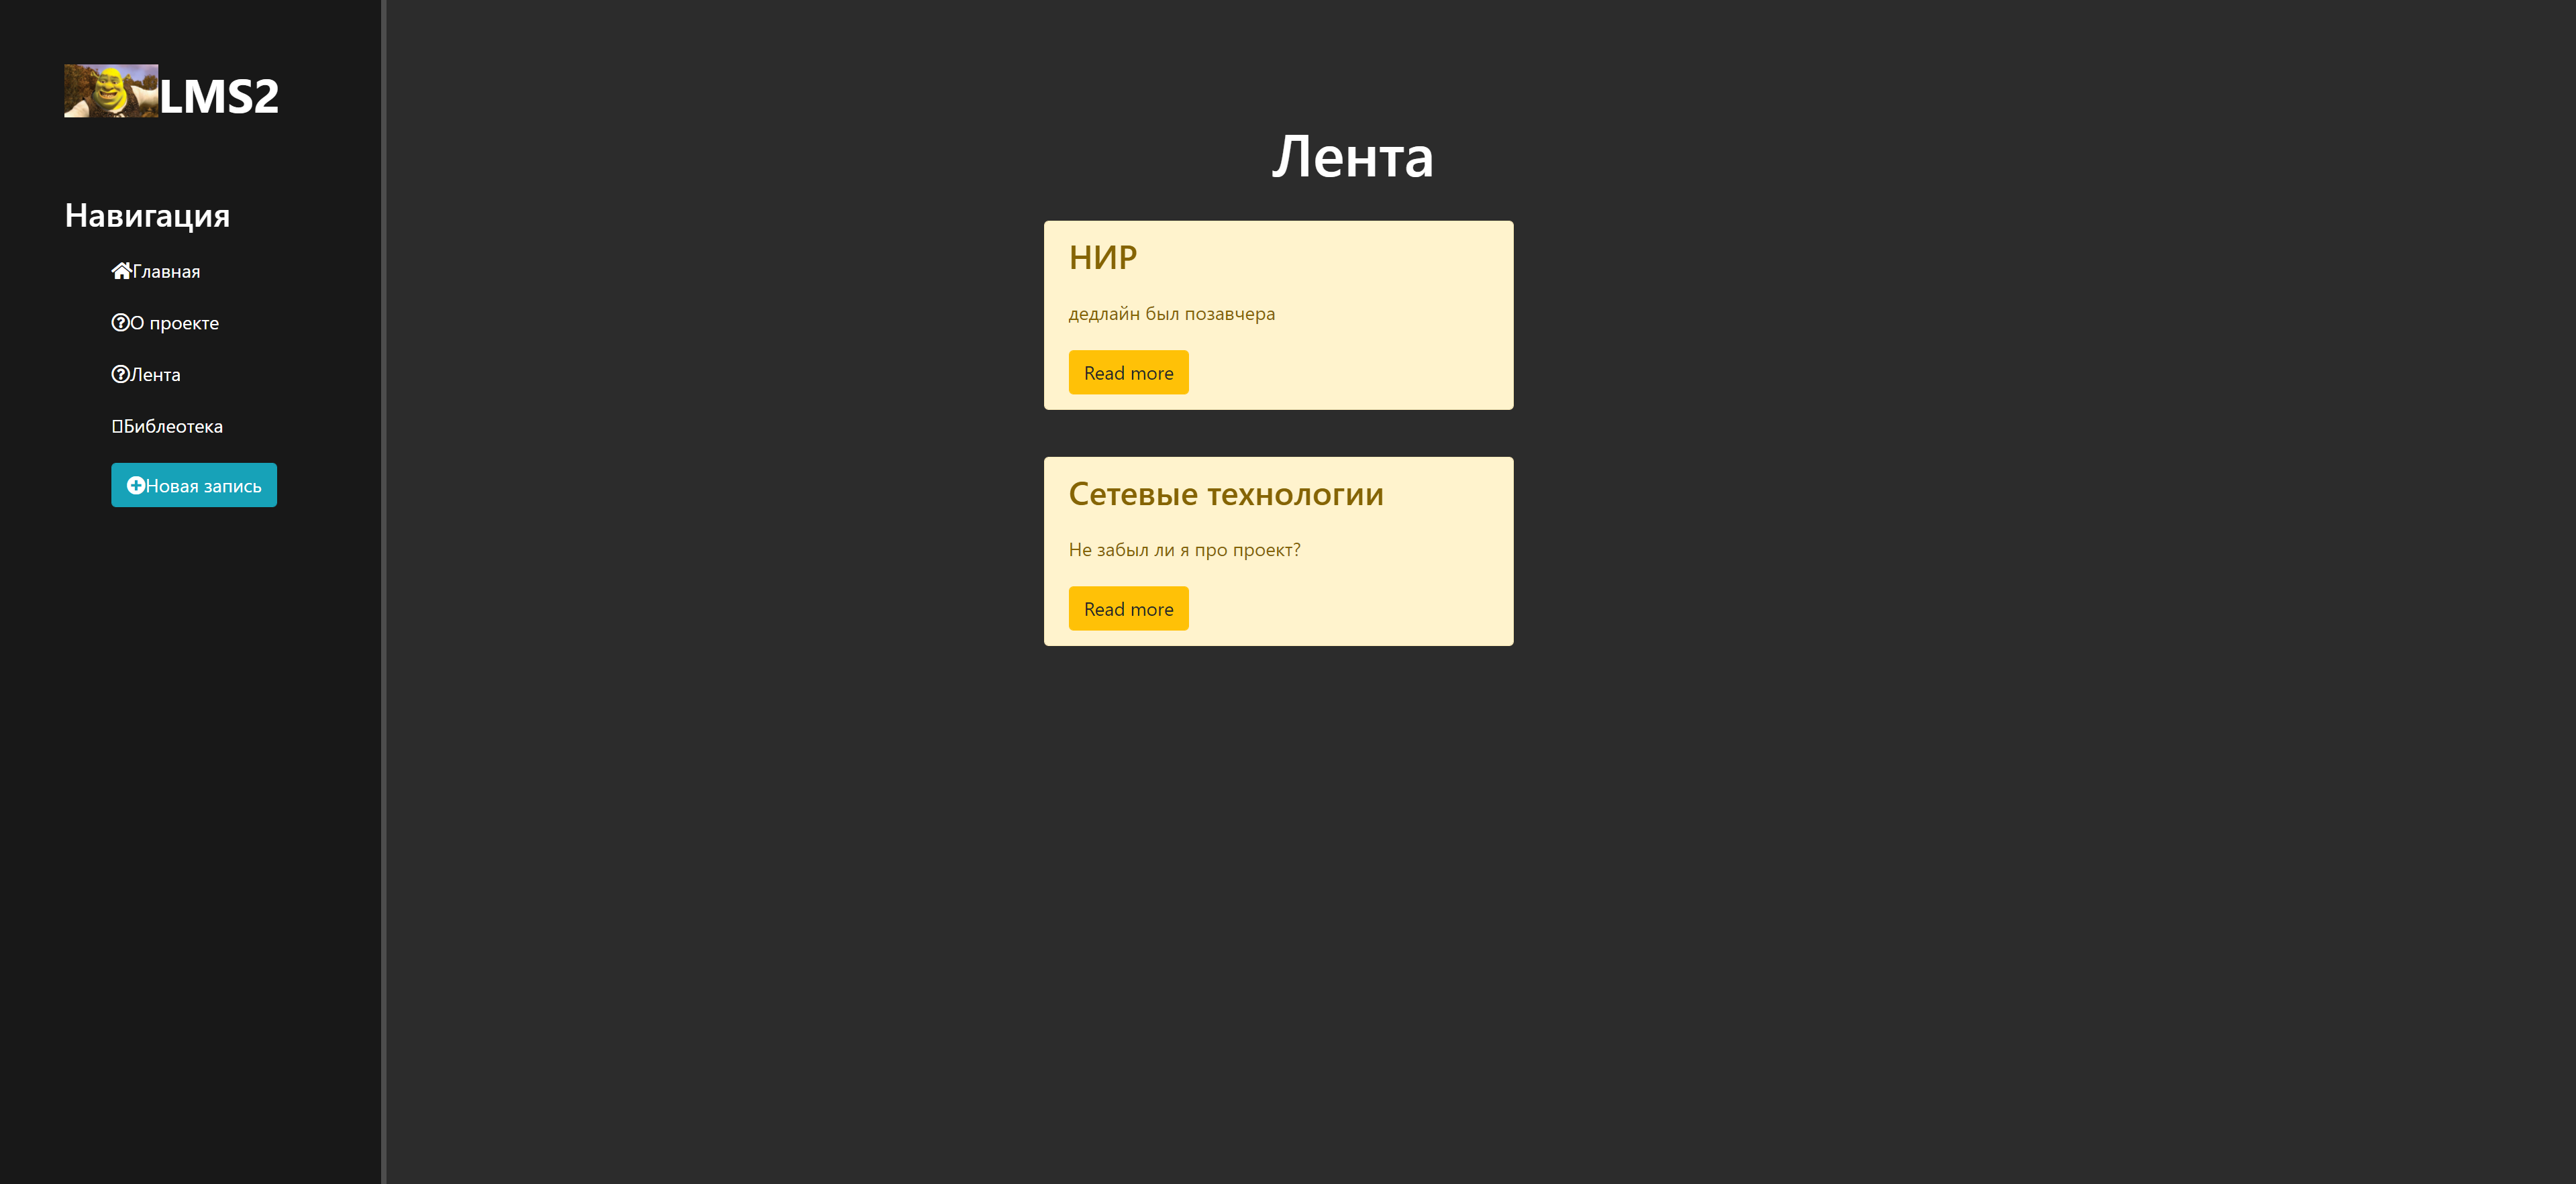 LMS2
Навигация
Главная
О проекте
Лента
Библеотека
Новая запись
Лента
НИР
дедлайн был позавчера
Read more
Сетевые технологии
Не забыл ли я про проект?
Read more